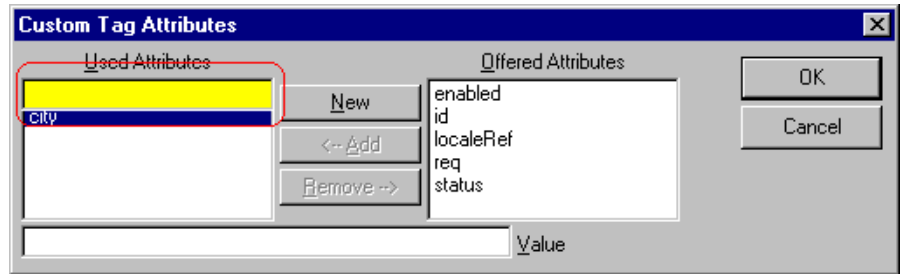 Custom Tag Attributes
Used Attributes
Offered Attributes
city
New
<-- Add
Remove -->
enabled
id
localeRef
req
status
OK
Cancel
Value